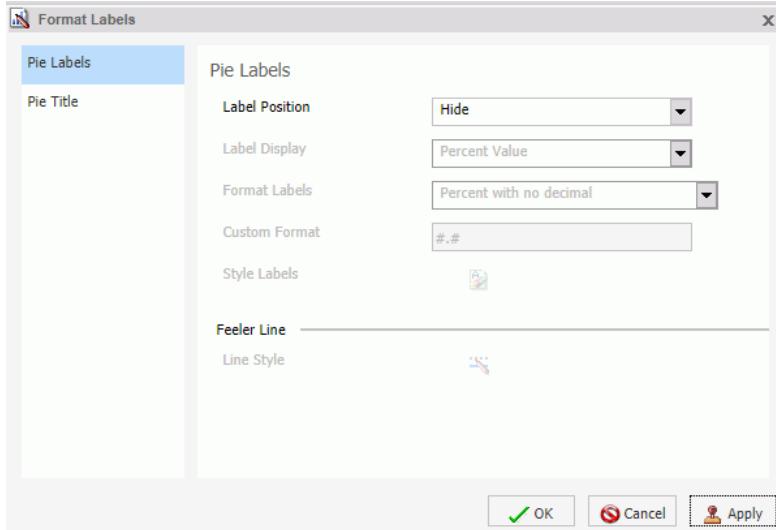 Format Labels
x
Pie Labels
Pie Title
Pie Labels
Label Position
Hide
Label Display
Percent Value
Format Labels
Percent with no decimal
Custom Format
#.#
Style Labels
Feeler Line
Line Style
OK
Cancel
Apply